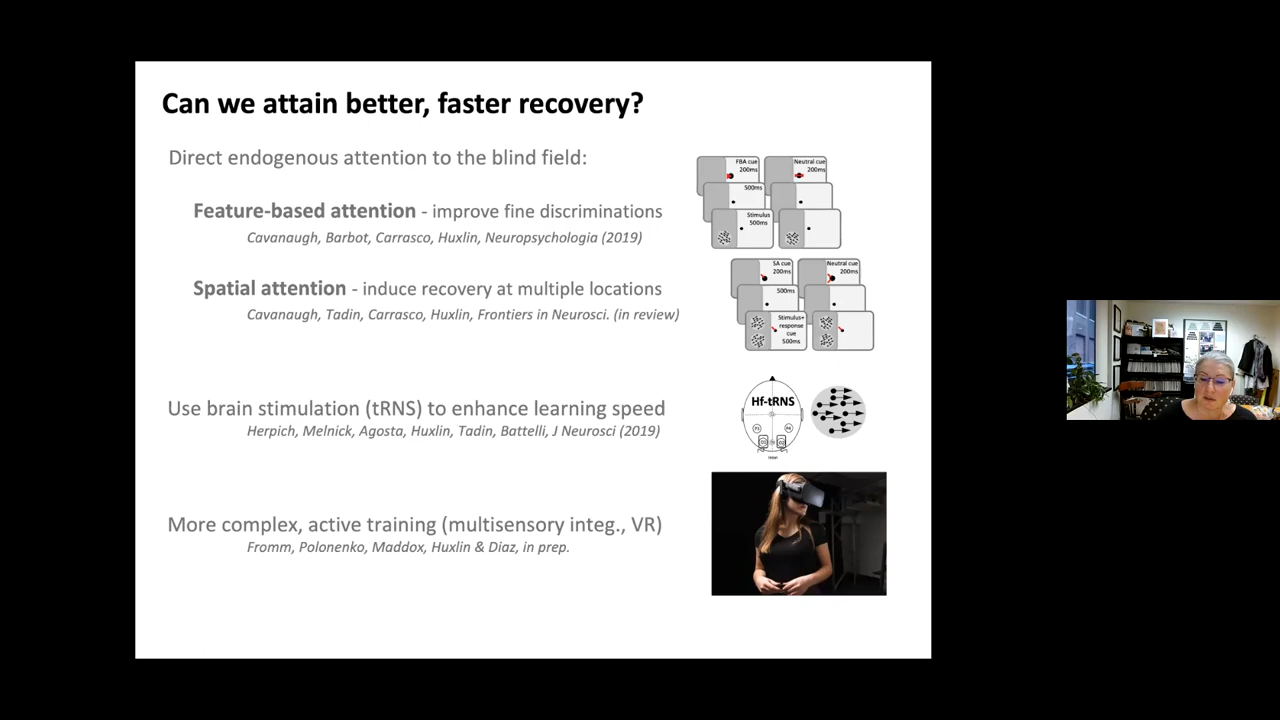 Can we attain better, faster recovery?
Direct endogenous attention to the blind field:
Feature-based attention - improve fine discriminations
Cavanaugh, Barbot, Carrasco, Huxlin, Neuropsychologia (2019)
Spatial attention - induce recovery at multiple locations
Cavanaugh, Tadin, Carrasco, Huxlin, Frontiers in Neurosci. (in review)
Use brain stimulation (tRNS) to enhance learning speed
Herpich, Melnick, Agosta, Huxlin, Tadin, Battelli, J Neurosci (2019)
More complex, active training (multisensory integ., VR)
Fromm, Polonenko, Maddox, Huxlin & Diaz, in prep.
FBA cue
200ms
Neutral cue
200ms
500ms
Stimulus
500ms
SA cue
200ms
Neutral cue
200ms
500ms
Stimulus+
response
cue
500ms
Hf-tRNS